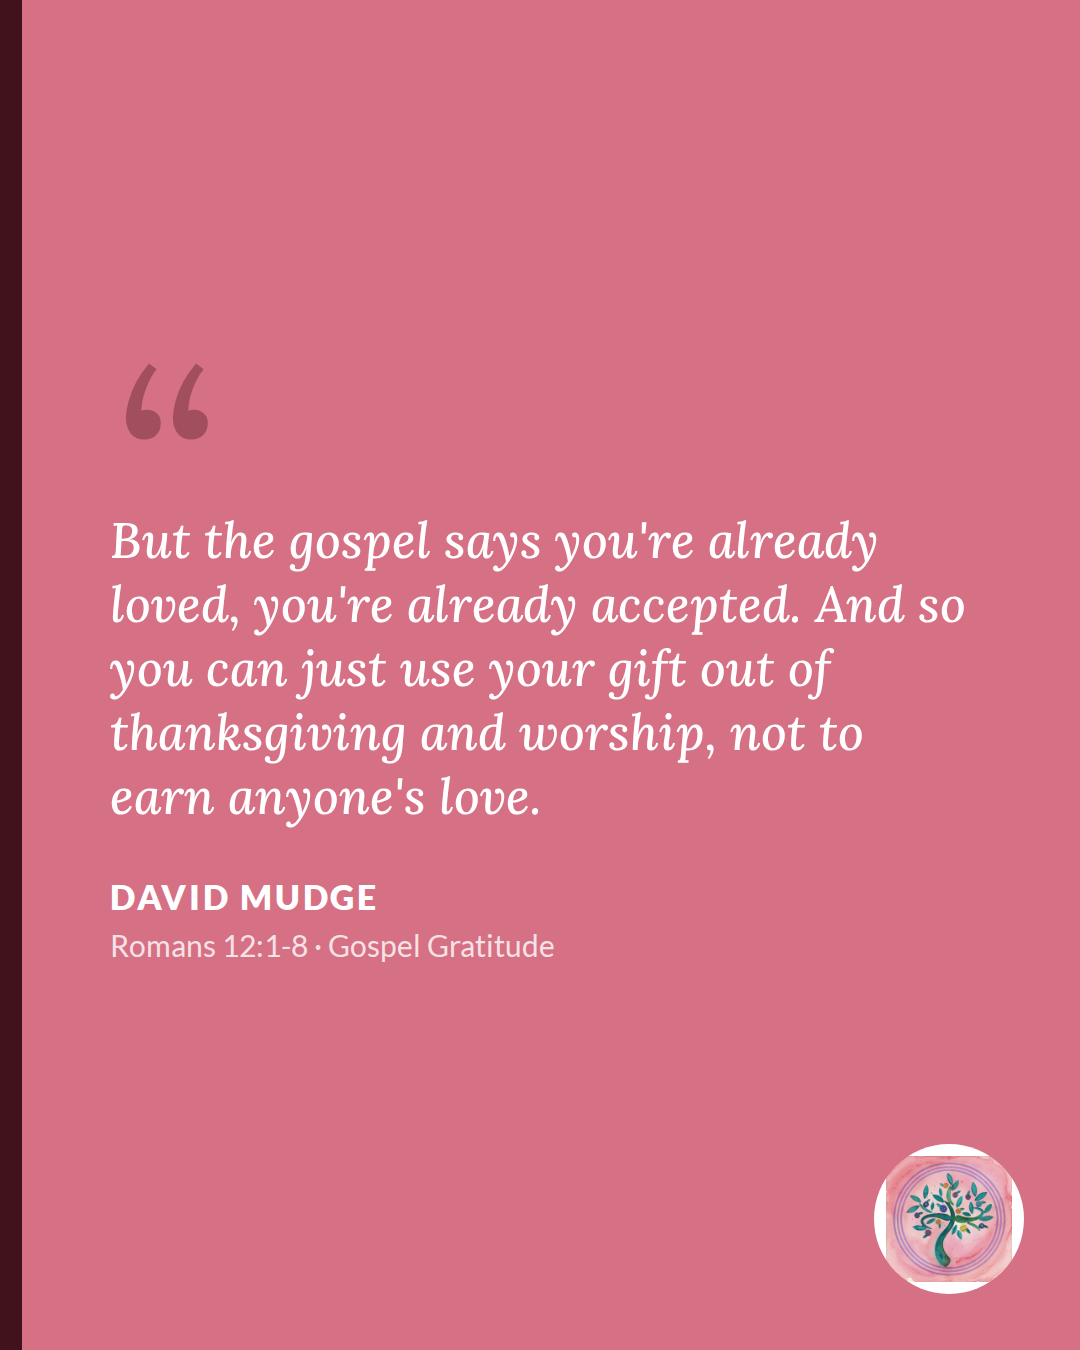 “
But the gospel says you're already
loved, you're already accepted. And so
you can just use your gift out of
thanksgiving and worship, not to
earn anyone's love.
DAVID MUDGE
Romans 12:1-8 · Gospel Gratitude